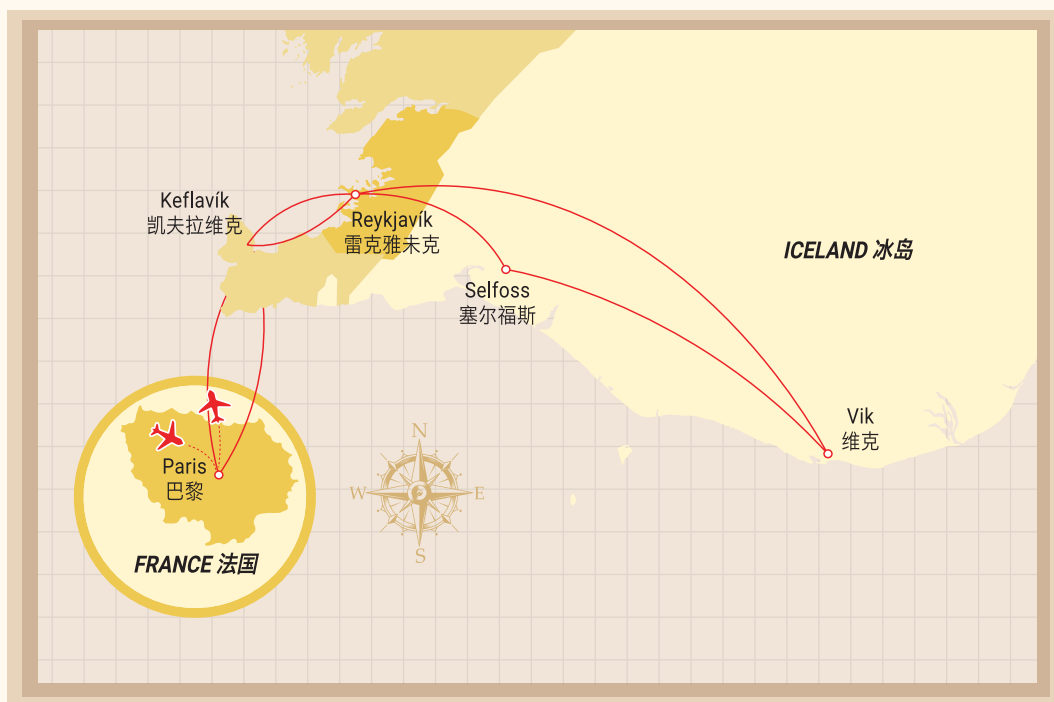 Keflavík
凯夫拉维克
Reykjavík
雷克雅未克
ICELAND 冰岛
Selfoss
塞尔福斯
Vik
维克
N
W
E
S
Paris
巴黎
FRANCE 法国